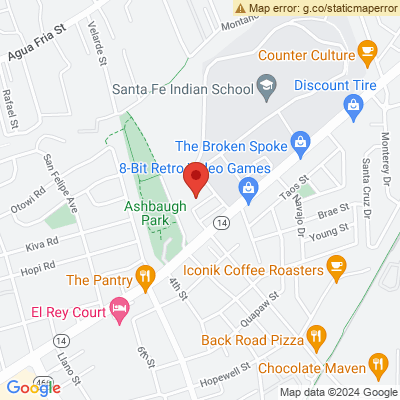 Map error: g.co/staticmaperror
Agua Fria St
Velarde St
Rafael St
Counter Culture
Santa Fe Indian School
Discount Tire
The Broken Spoke
8-Bit Retro Video Games
Monterey Dr
Santa Cruz Dr
San Felipe Ave
Otowi Rd
Ashbaugh
Park
Taos St
Navajo Dr
14
Brae St
Young St
Kiva Rd
Hopi Rd
Iconik Coffee Roasters
The Pantry
4th St
El Rey Court
Quapaw St
14
6th St
Back Road Pizza
Llano St
Hopewell St
Chocolate Maven
Google
Map data ©2024 Google